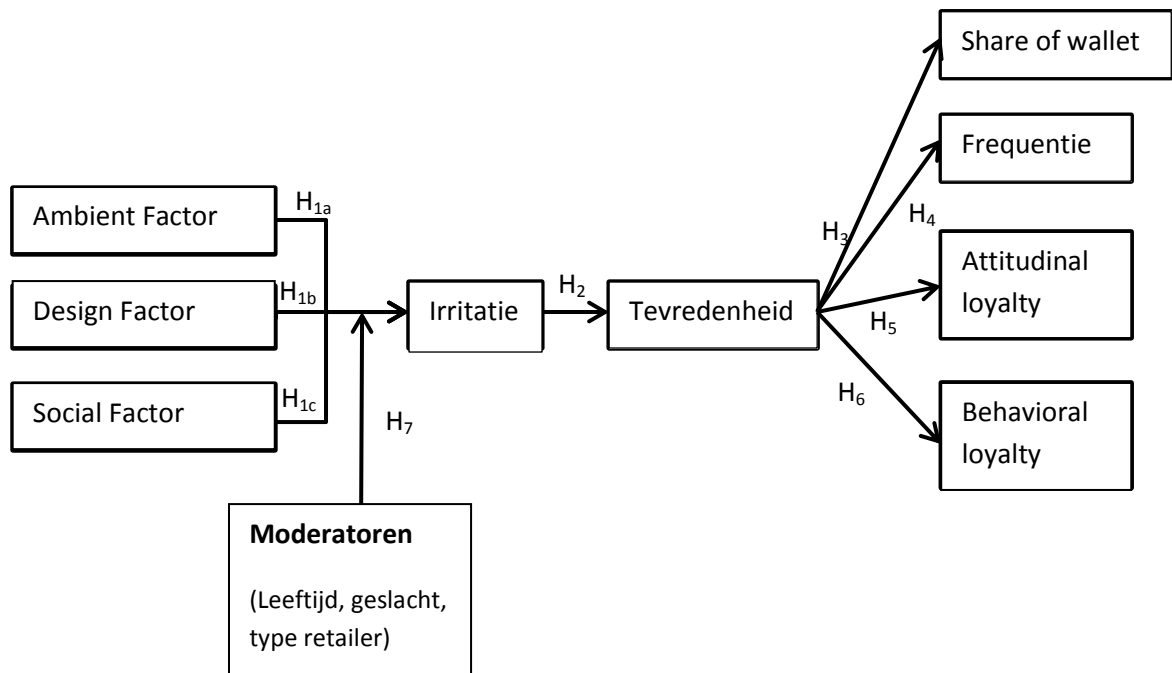 Share of wallet
Frequentie
H1a
Ambient Factor
H4
H3
Attitudinal
loyalty
H1b
H2
Design Factor
Irritatie
Tevredenheid
H5
H1c
Social Factor
H7
H6
Behavioral
loyalty
Moderatoren
(Leeftijd, geslacht,
type retailer)